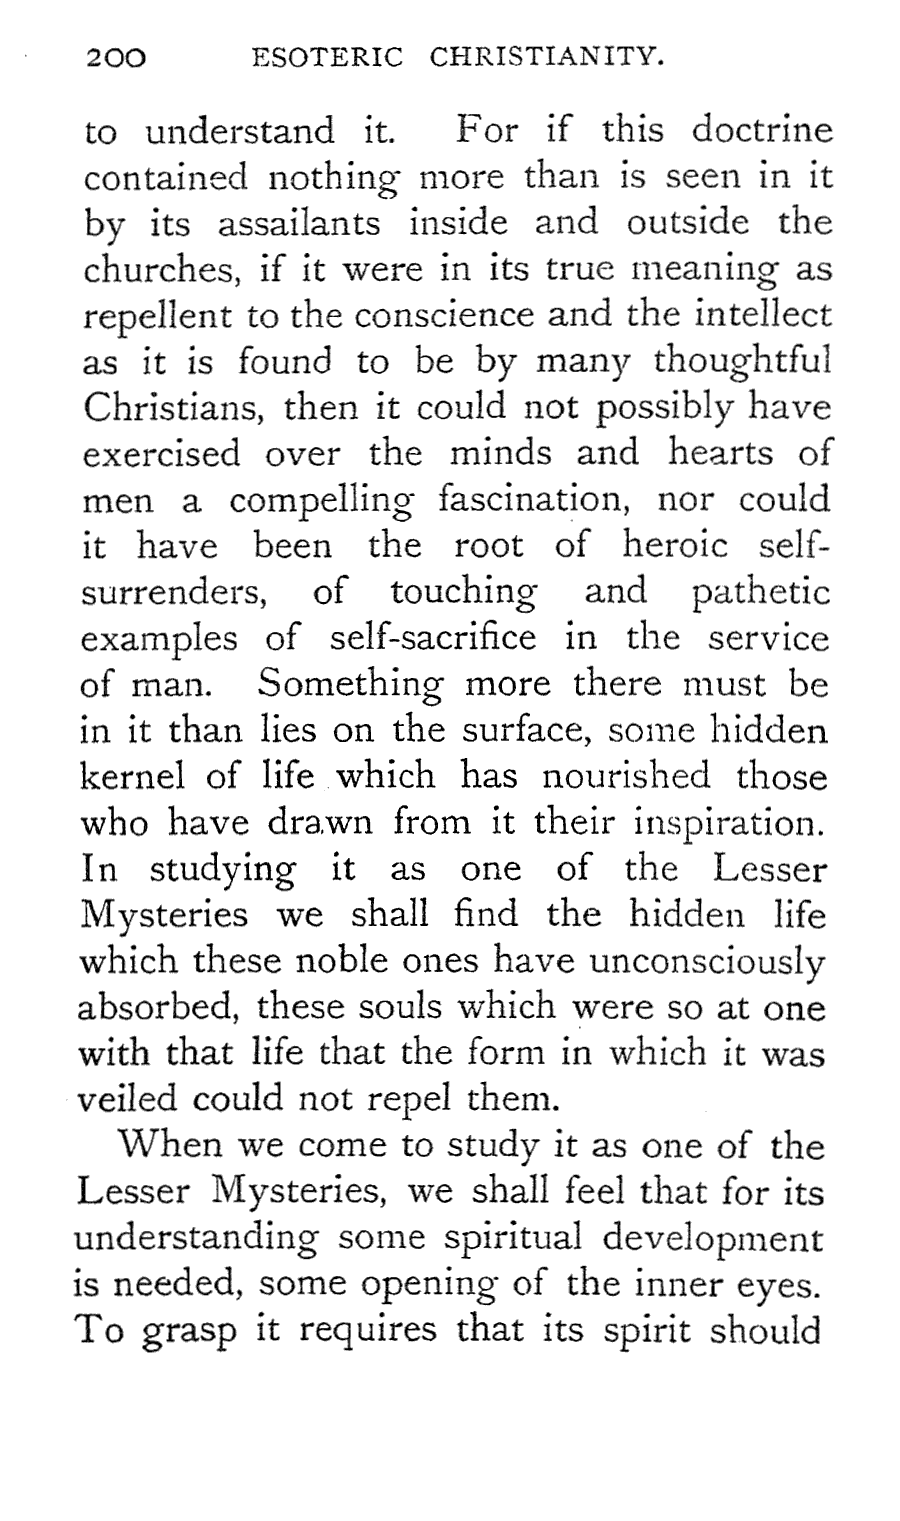 200 ESOTERIC CHRISTIANITY.
to understand it. For if this doctrine
contained nothing more than is seen in it
by its assailants inside and outside the
churches, if it were in its true meaning as
repellent to the conscience and the intellect
as it is found to be by many thoughtful
Christians, then it could not possibly have
exercised over the minds and hearts of
men a compelling fascination, nor could
it have been the root of heroic self-
surrenders, of touching and pathetic
examples of self-sacrifice in the service
of man. Something more there must be
in it than lies on the surface, some hidden
kernel of life which has nourished those
who have drawn from it their inspiration.
In studying it as one of the Lesser
Mysteries we shall find the hidden life
which these noble ones have unconsciously
absorbed, these souls which were so at one
with that life that the form in which it was
veiled could not repel them.
When we come to study it as one of the
Lesser Mysteries, we shall feel that for its
understanding some spiritual development
is needed, some opening of the inner eyes.
To grasp it requires that its spirit should